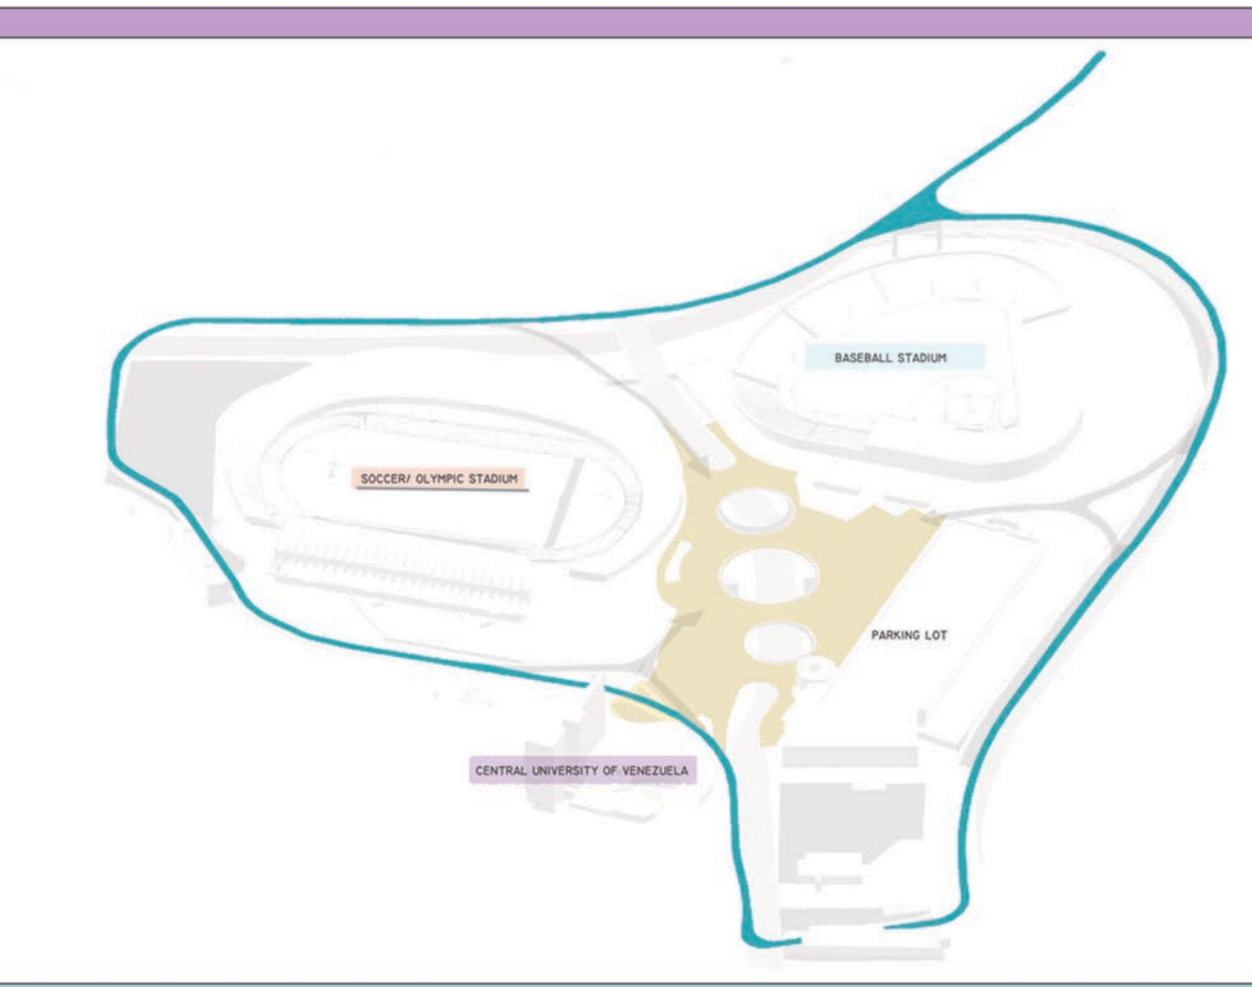 BASEBALL STADIUM
SOCCER/ OLYMPIC STADIUM
PARKING LOT
CENTRAL UNIVERSITY OF VENEZUELA